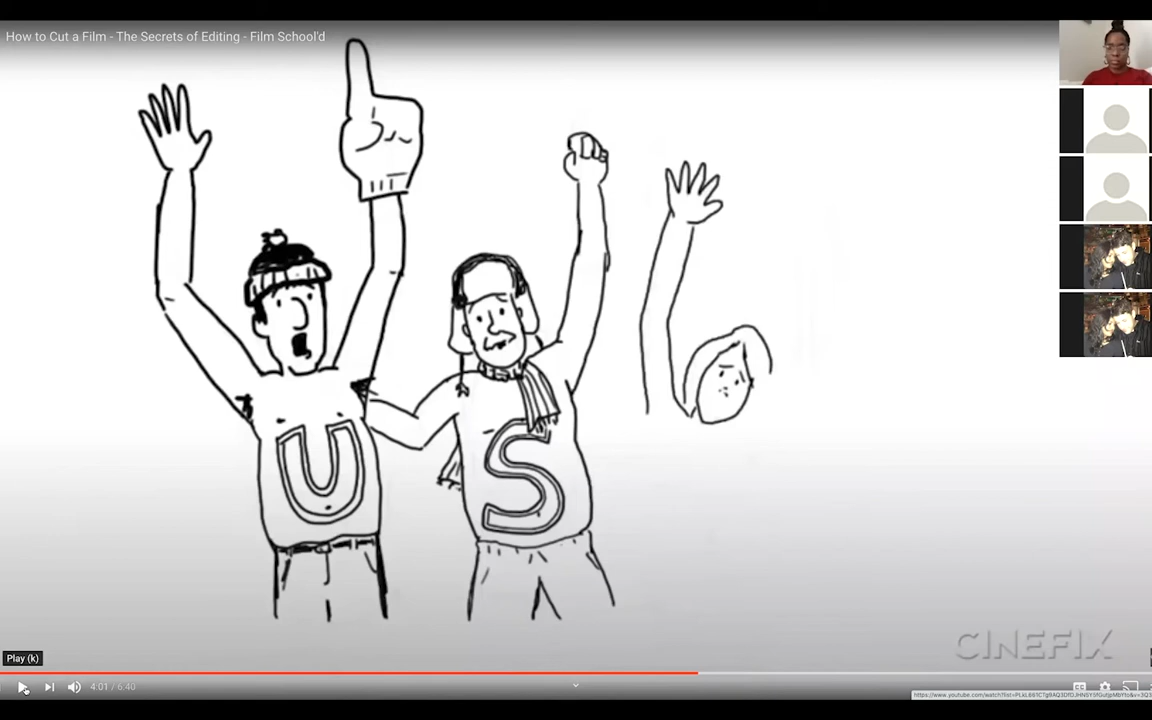 How to Cut a Film - The Secrets of Editing - Film School'd
U
S
CINEFIX
Play (k)
4:01 / 6:40